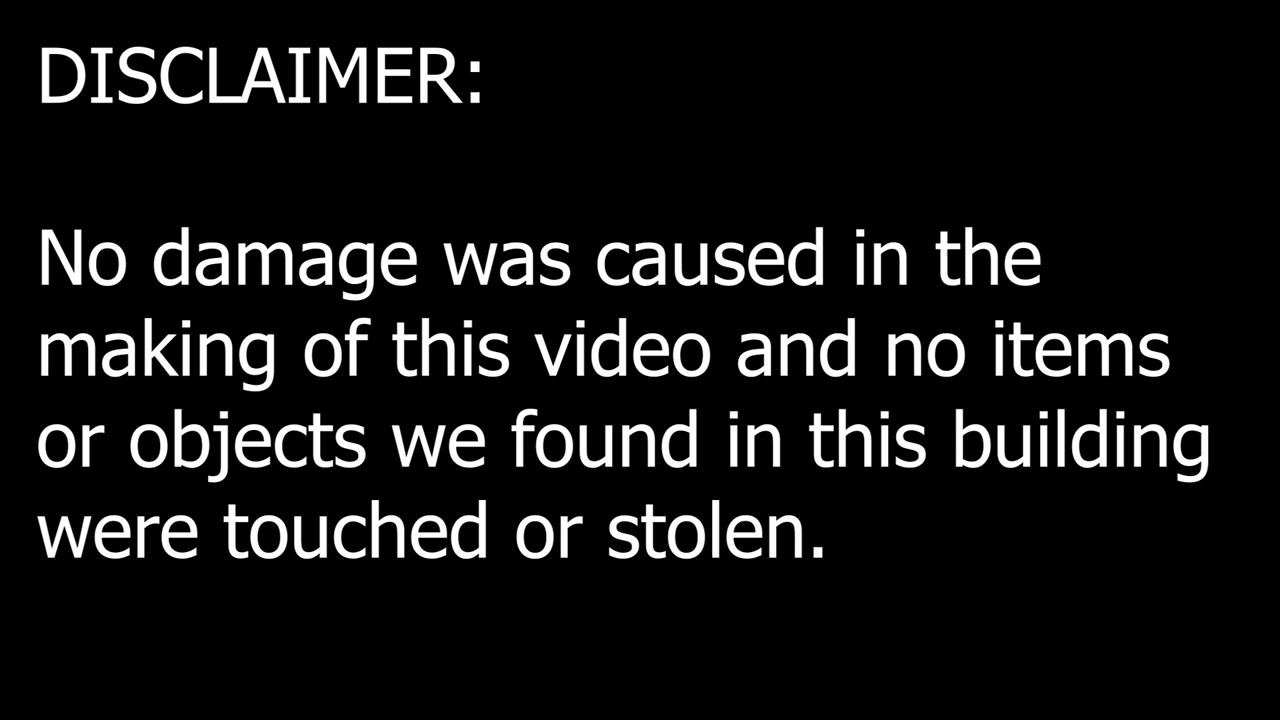 DISCLAIMER:
No damage was caused in the
making of this video and no items
or objects we found in this building
were touched or stolen.